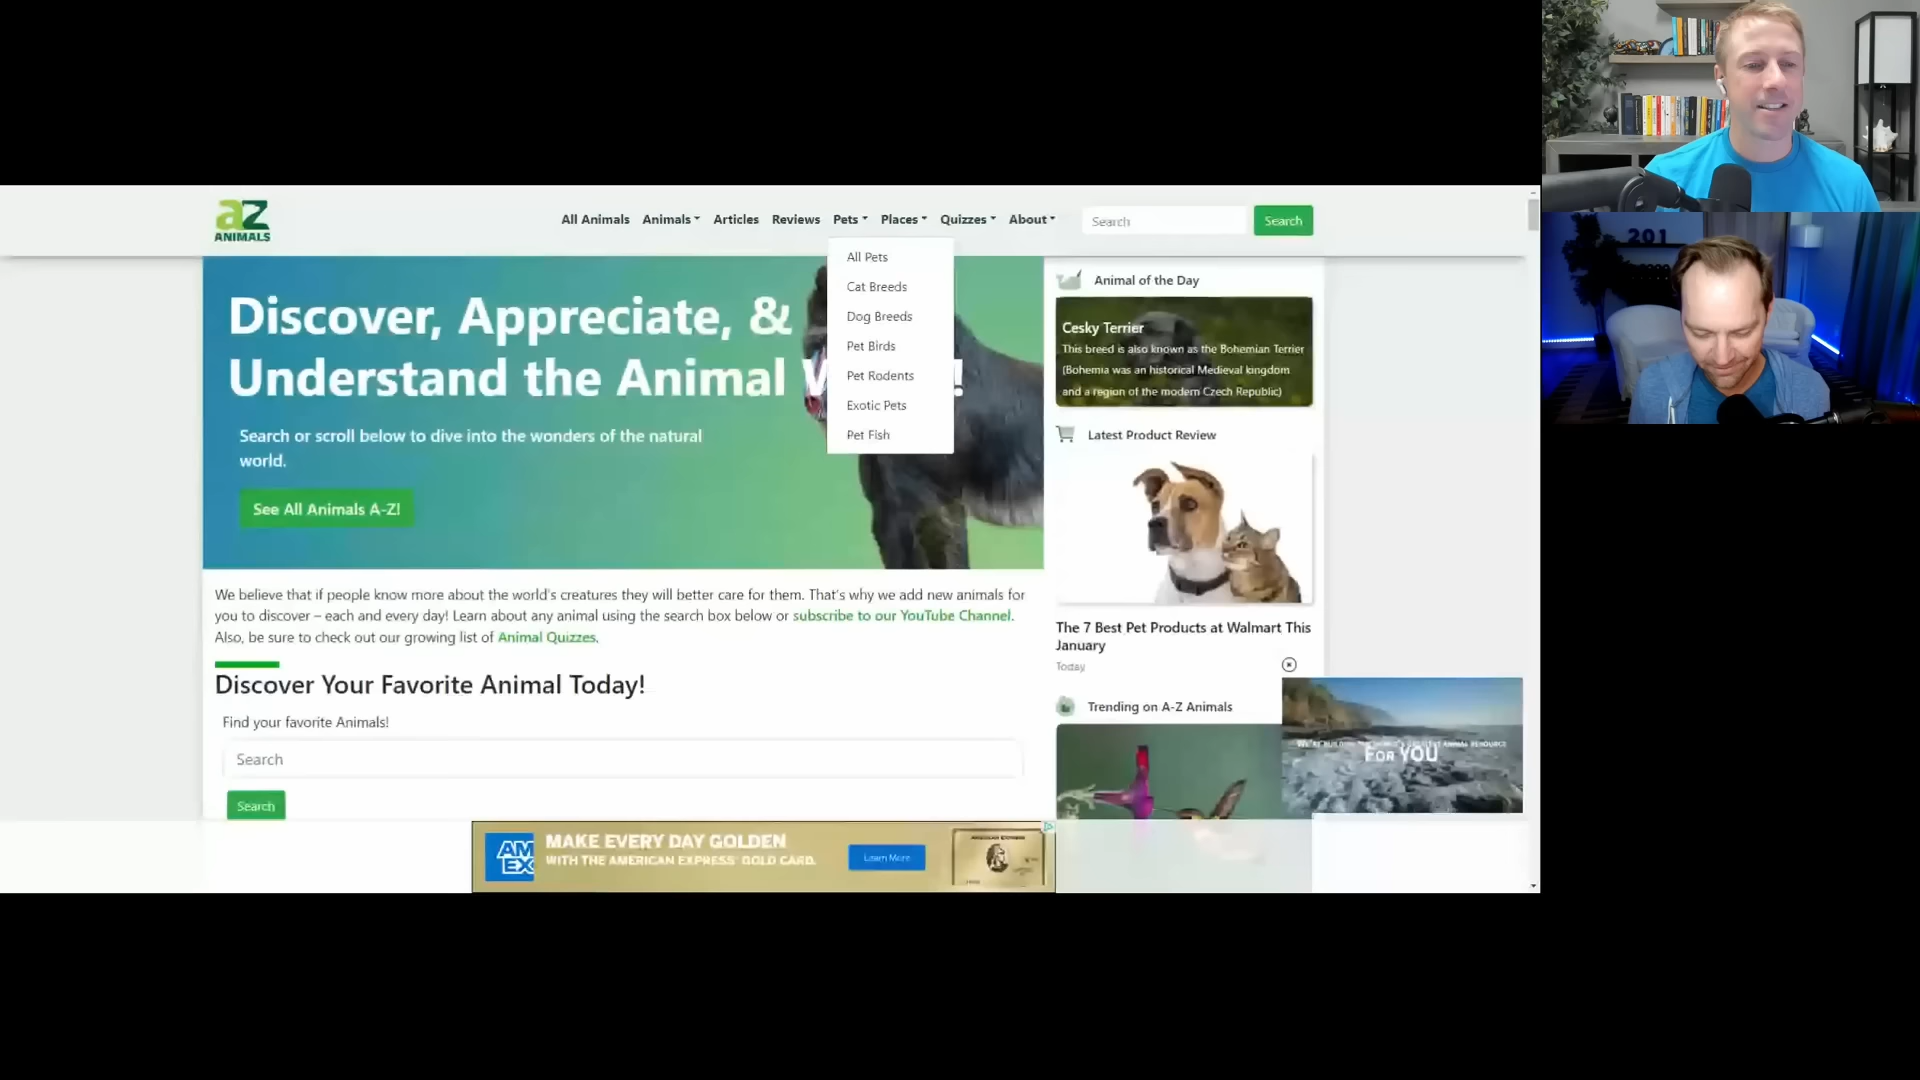 aZ
ANIMALS
All Animals
Animals
Articles
Reviews
Pets
Places
Quizzes
About
Search
Search
All Pets
Cat Breeds
Dog Breeds
Pet Birds
Pet Rodents
Exotic Pets
Pet Fish
Discover, Appreciate, &
Understand the Animal W !
Search or scroll below to dive into the wonders of the natural
world.
See All Animals A-Z!
We believe that if people know more about the world's creatures they will better care for them. That's why we add new animals for
you to discover – each and every day! Learn about any animal using the search box below or subscribe to our YouTube Channel.
Also, be sure to check out our growing list of Animal Quizzes.
Discover Your Favorite Animal Today!
Find your favorite Animals!
Search
Search
Animal of the Day
Cesky Terrier
This breed is also known as the Bohemian Terrier
(Bohemia was an historical Medieval kingdom
and a region of the modern Czech Republic)
Latest Product Review
The 7 Best Pet Products at Walmart This
January
Today
Trending on A-Z Animals
FOR YOU
AM
EX
MAKE EVERY DAY GOLDEN
WITH THE AMERICAN EXPRESS® GOLD CARD.
Learn More
201